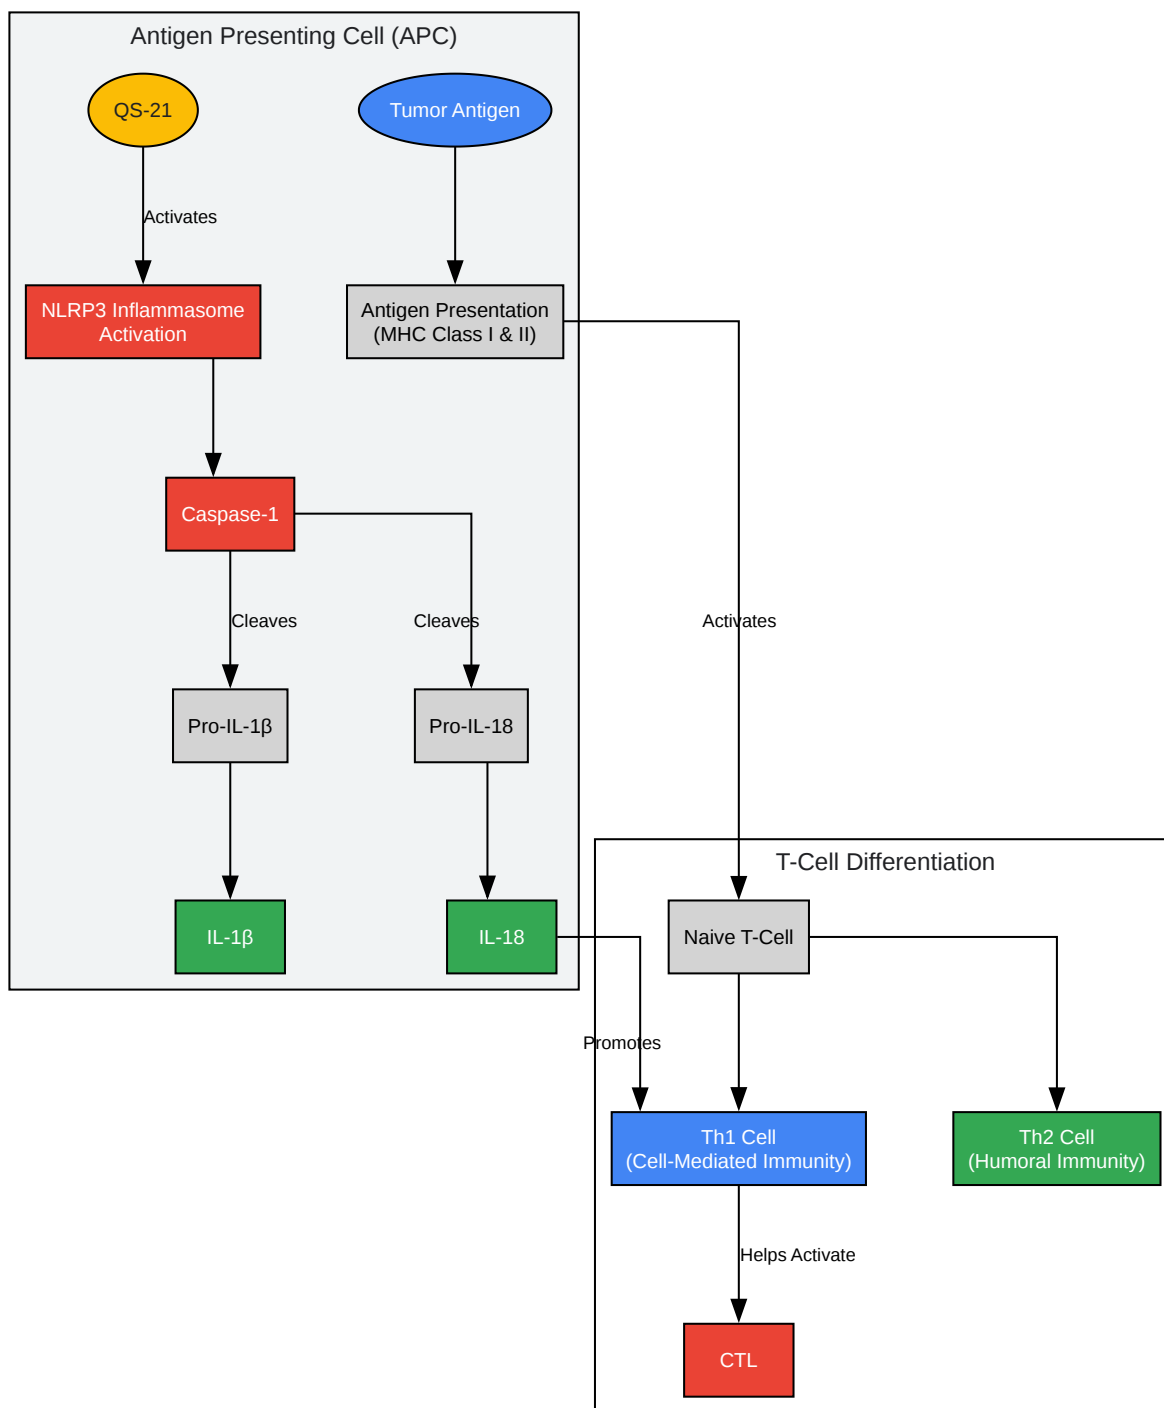 Antigen Presenting Cell (APC)
QS-21
Tumor Antigen
Activates
NLRP3 Inflammasome
Activation
Antigen Presentation
(MHC Class I & II)
Caspase-1
Cleaves
Cleaves
Activates
Pro-IL-1β
Pro-IL-18
T-Cell Differentiation
IL-1β
IL-18
Naive T-Cell
Promotes
Th1 Cell
(Cell-Mediated Immunity)
Th2 Cell
(Humoral Immunity)
Helps Activate
CTL